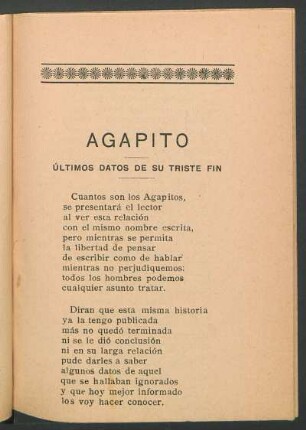 AGAPITO
ÚLTIMOS DATOS DE SU TRISTE FIN
Cuantos son los Agapitos,
se presentará el lector
al ver esta relación
con el mismo nombre escrita,
pero mientras se permita
la libertad de pensar
de escribir como de hablar
mientras no perjudiquemos:
todos los hombres podemos
cualquier asunto tratar.
Diran que esta misma historia
ya la tengo publicada
más no quedó terminada
ni se le dió conclusión
ni en su larga relación
pude darles a saber
algunos datos de aquel
que se hallaban ignorados
y que hoy mejor informado
los voy hacer conocer.